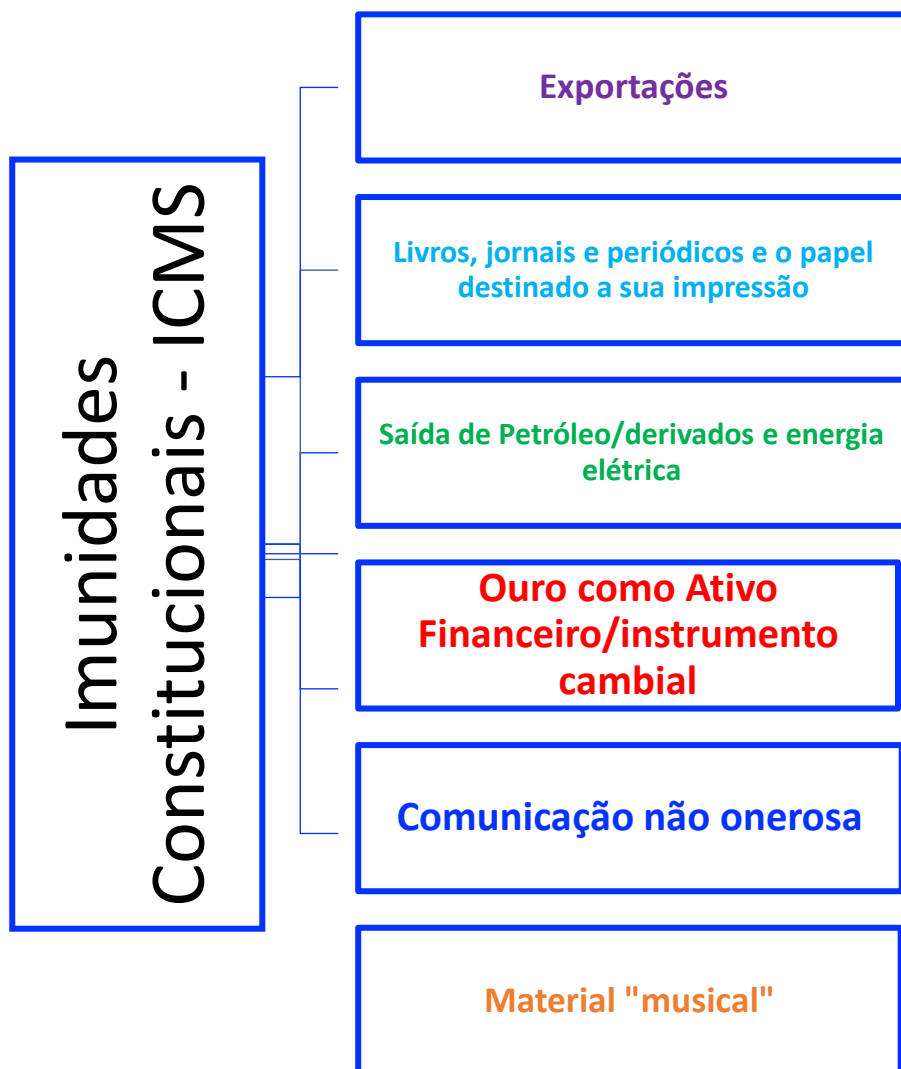 Imunidades
Constitucionais - ICMS
Exportações
Livros, jornais e periódicos e o papel
destinado a sua impressão
Saída de Petróleo/derivados e energia
elétrica
Ouro como Ativo
Financeiro/instrumento
cambial
Comunicação não onerosa
Material "musical"